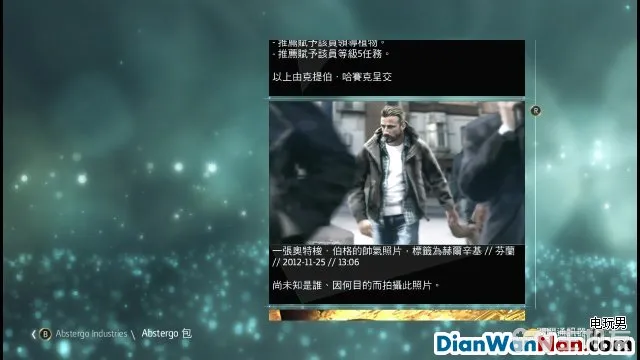 - 推薦賦予該員領導植物。
- 推薦賦予該員等級5任務。
以上由克提伯．哈賽克呈交
R
一張奧特梭．伯格的帥氣照片，標籤為赫爾辛基 // 芬蘭
// 2012-11-25 // 13:06
尚未知是誰、因何目的而拍攝此照片。
B Abstergo Industries \ Abstergo 包
电玩男
DianWanNan.com